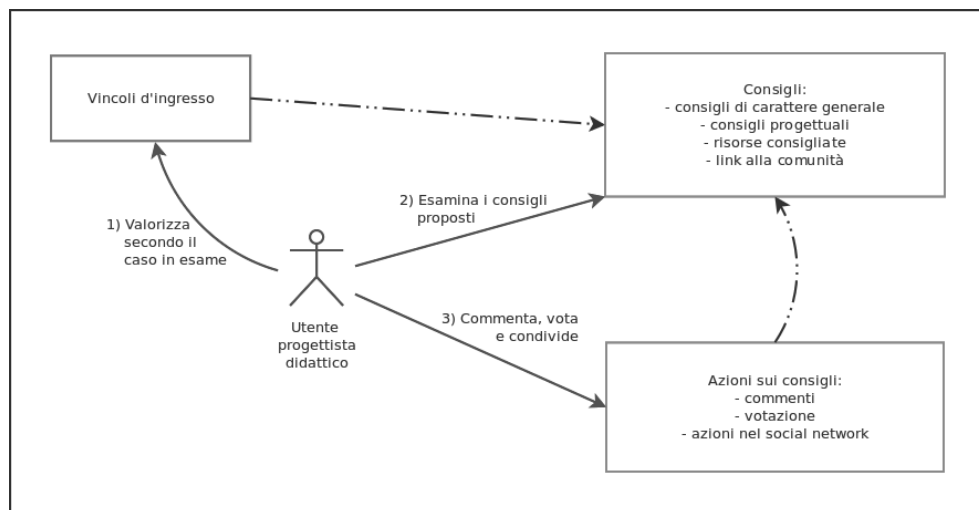 Vincoli d'ingresso
Consigli:
- consigli di carattere generale
- consigli progettuali
- risorse consigliate
- link alla comunità
1) Valorizza
secondo il
caso in esame
2) Esamina i consigli
proposti
Utente
progettista
didattico
3) Commenta, vota
e condivide
Azioni sui consigli:
- commenti
- votazione
- azioni nel social network